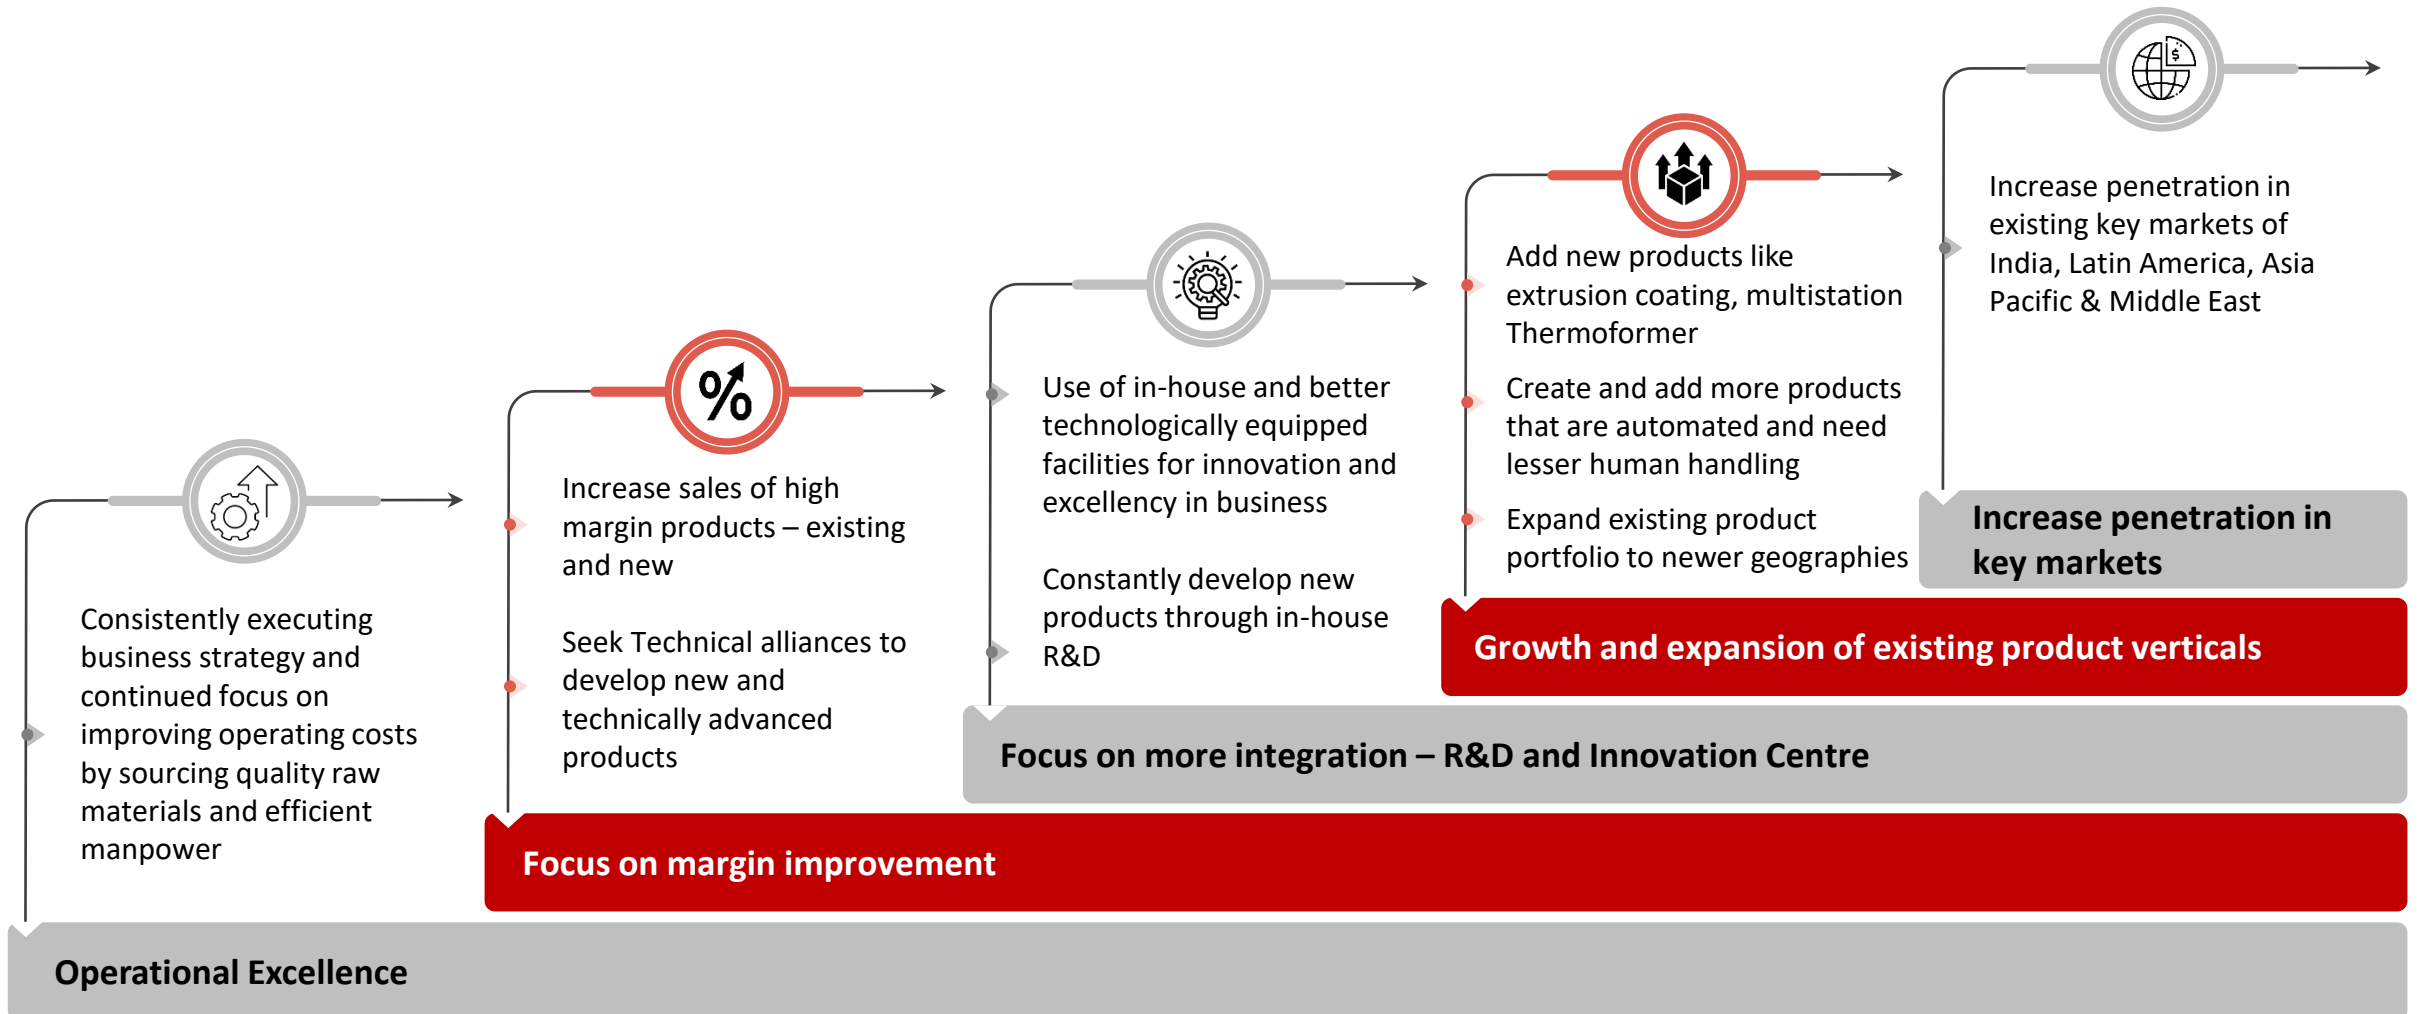 Consistently executing
business strategy and
continued focus on
improving operating costs
by sourcing quality raw
materials and efficient
manpower
Operational Excellence
%
Increase sales of high
margin products – existing
and new
Seek Technical alliances to
develop new and
technically advanced
products
Focus on margin improvement
Use of in-house and better
technologically equipped
facilities for innovation and
excellency in business
Constantly develop new
products through in-house
R&D
Focus on more integration – R&D and Innovation Centre
Add new products like
extrusion coating, multistation
Thermoformer
Create and add more products
that are automated and need
lesser human handling
Expand existing product
portfolio to newer geographies
Growth and expansion of existing product verticals
$
Increase penetration in
existing key markets of
India, Latin America, Asia
Pacific & Middle East
Increase penetration in
key markets